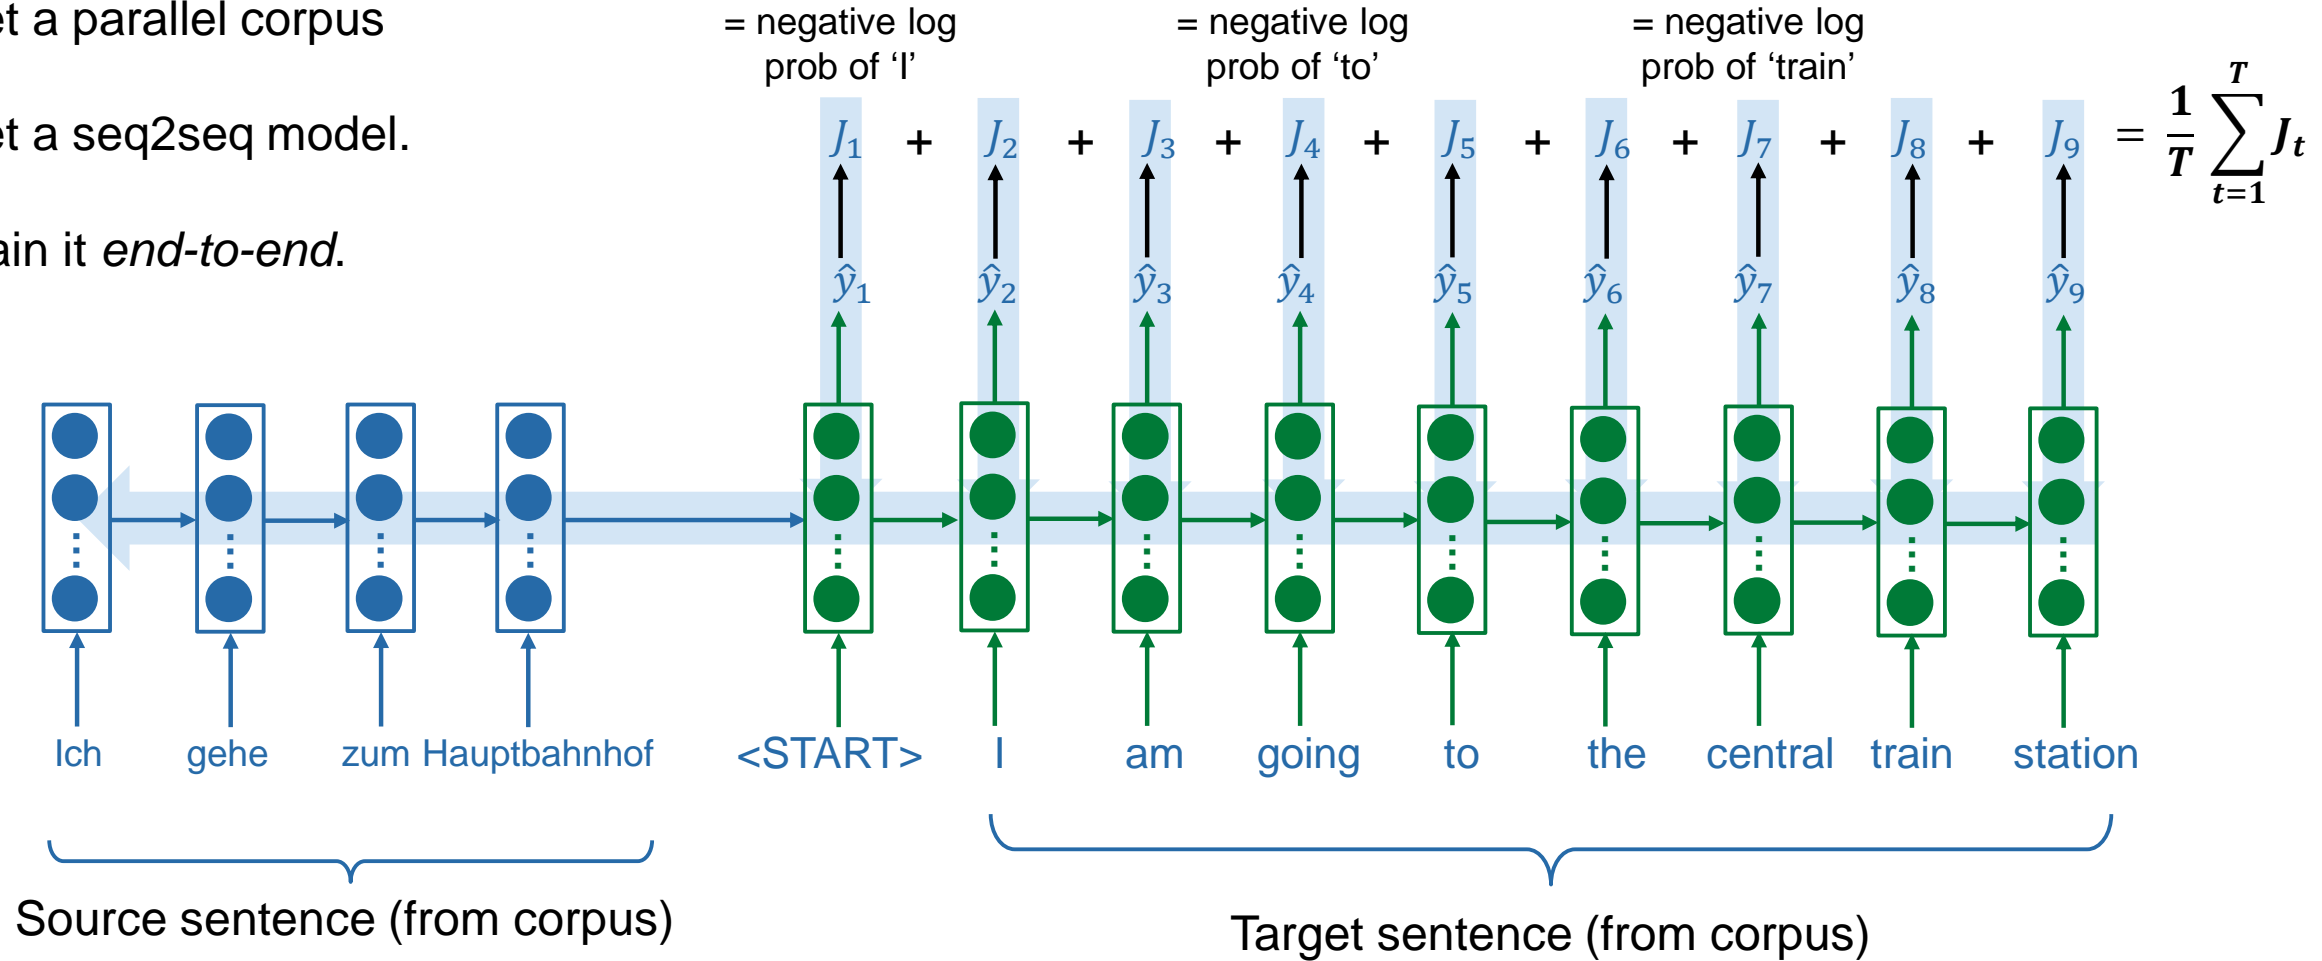 et a parallel corpus
et a seq2seq model.
ain it end-to-end.
= negative log
prob of ‘I’
= negative log
prob of ‘to’
= negative log
prob of ‘train’
J₁ + J₂ + J₃ + J₄ + J₅ + J₆ + J₇ + J₈ + J₉ = 1/T ∑_{t=1}^{T} J_t
ŷ₁ ŷ₂ ŷ₃ ŷ₄ ŷ₅ ŷ₆ ŷ₇ ŷ₈ ŷ₉
Ich gehe zum Hauptbahnhof <START> I am going to the central train station
Source sentence (from corpus)
Target sentence (from corpus)